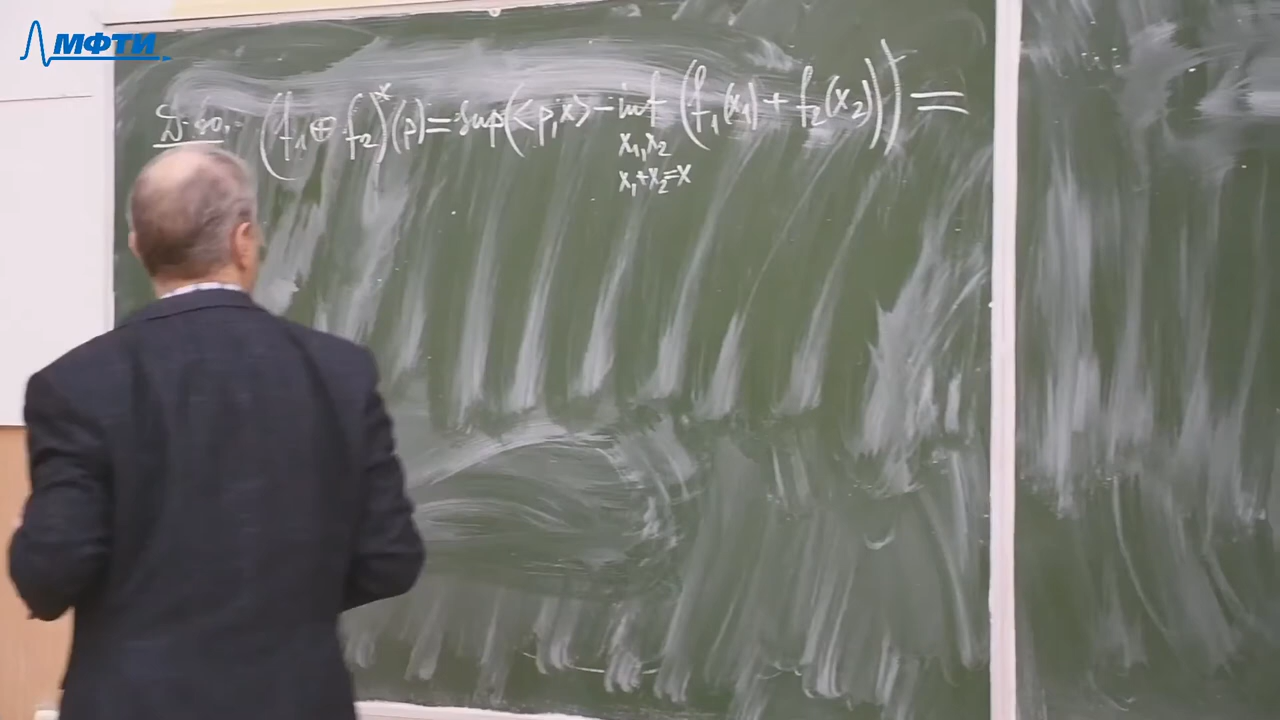 МФТИ
Д-во. (f₁ ⊕ f₂)*(p) = sup(<p,x> - inf (f₁(x₁) + f₂(x₂))) =
x₁,x₂
x₁+x₂=x